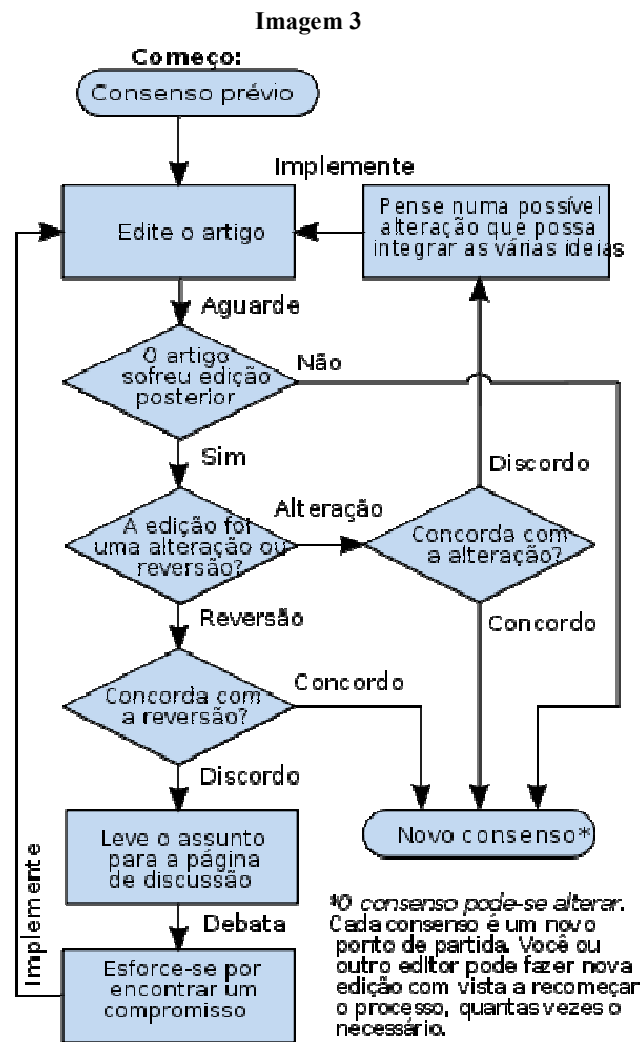 Imagem 3
Começo:
Consenso prévio
Implemente
Edite o artigo
Pense numa possível
alteração que possa
integrar as várias ideias
Aguarde
O artigo
sofreu edição
posterior
Não
Sim
Discordo
A edição foi
uma alteração ou
reversão?
Alteração
Concorda com
a alteração?
Reversão
Concordo
Concorda com
a reversão?
Concordo
Discordo
Leve o assunto
para a página
de discussão
Novo consenso*
Implemente
Debata
Esforce-se por
encontrar um
compromisso
*O consenso pode-se alterar.
Cada consenso é um novo
porto de partida. Você ou
outro editor pode fazer nova
edição com vista a recomeçar
o processo, quantas vezes o
necessário.